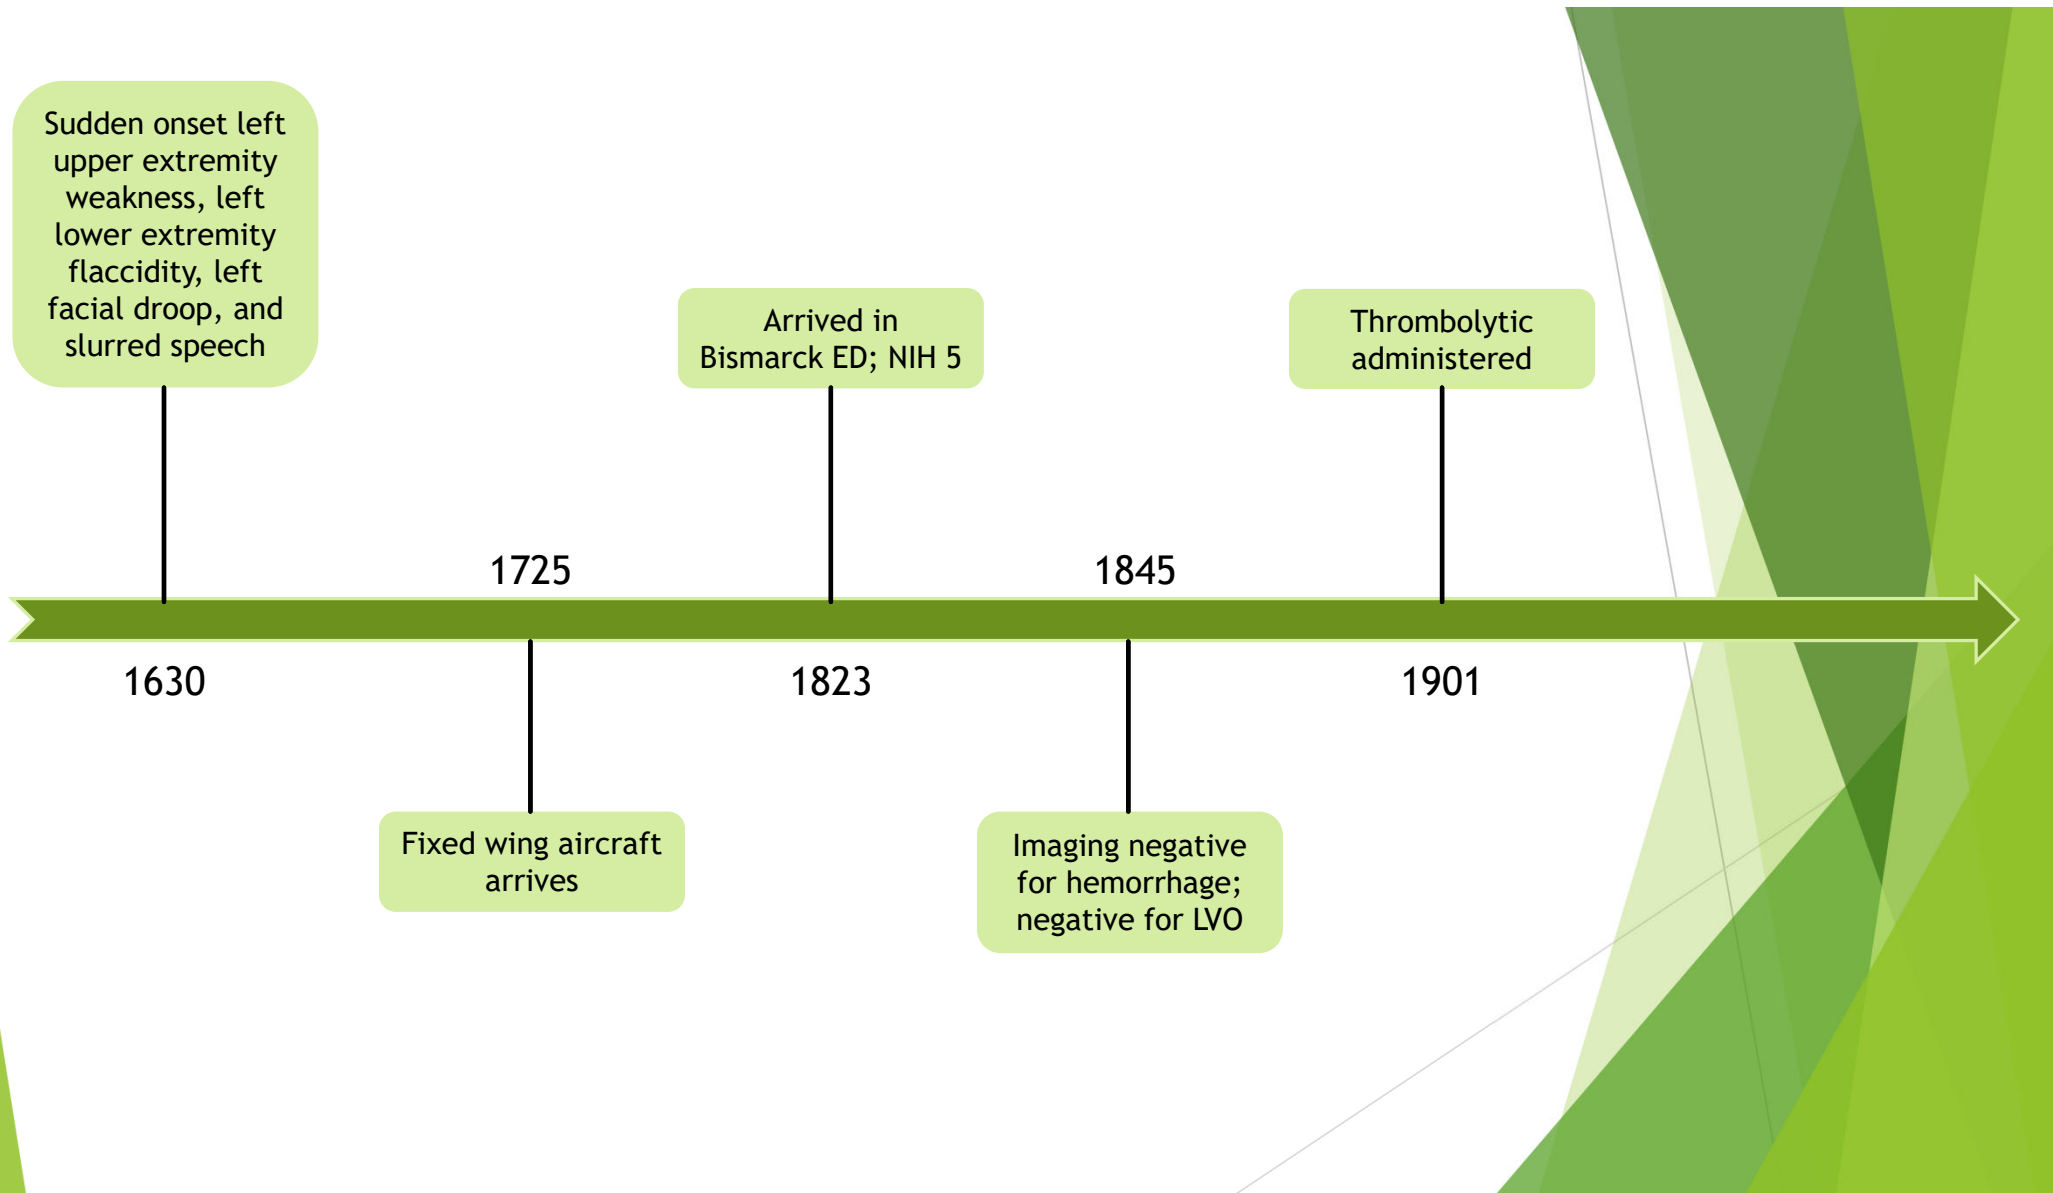 Sudden onset left
upper extremity
weakness, left
lower extremity
flaccidity, left
facial droop, and
slurred speech
1630
1725
Fixed wing aircraft
arrives
Arrived in
Bismarck ED; NIH 5
1823
1845
Imaging negative
for hemorrhage;
negative for LVO
Thrombolytic
administered
1901